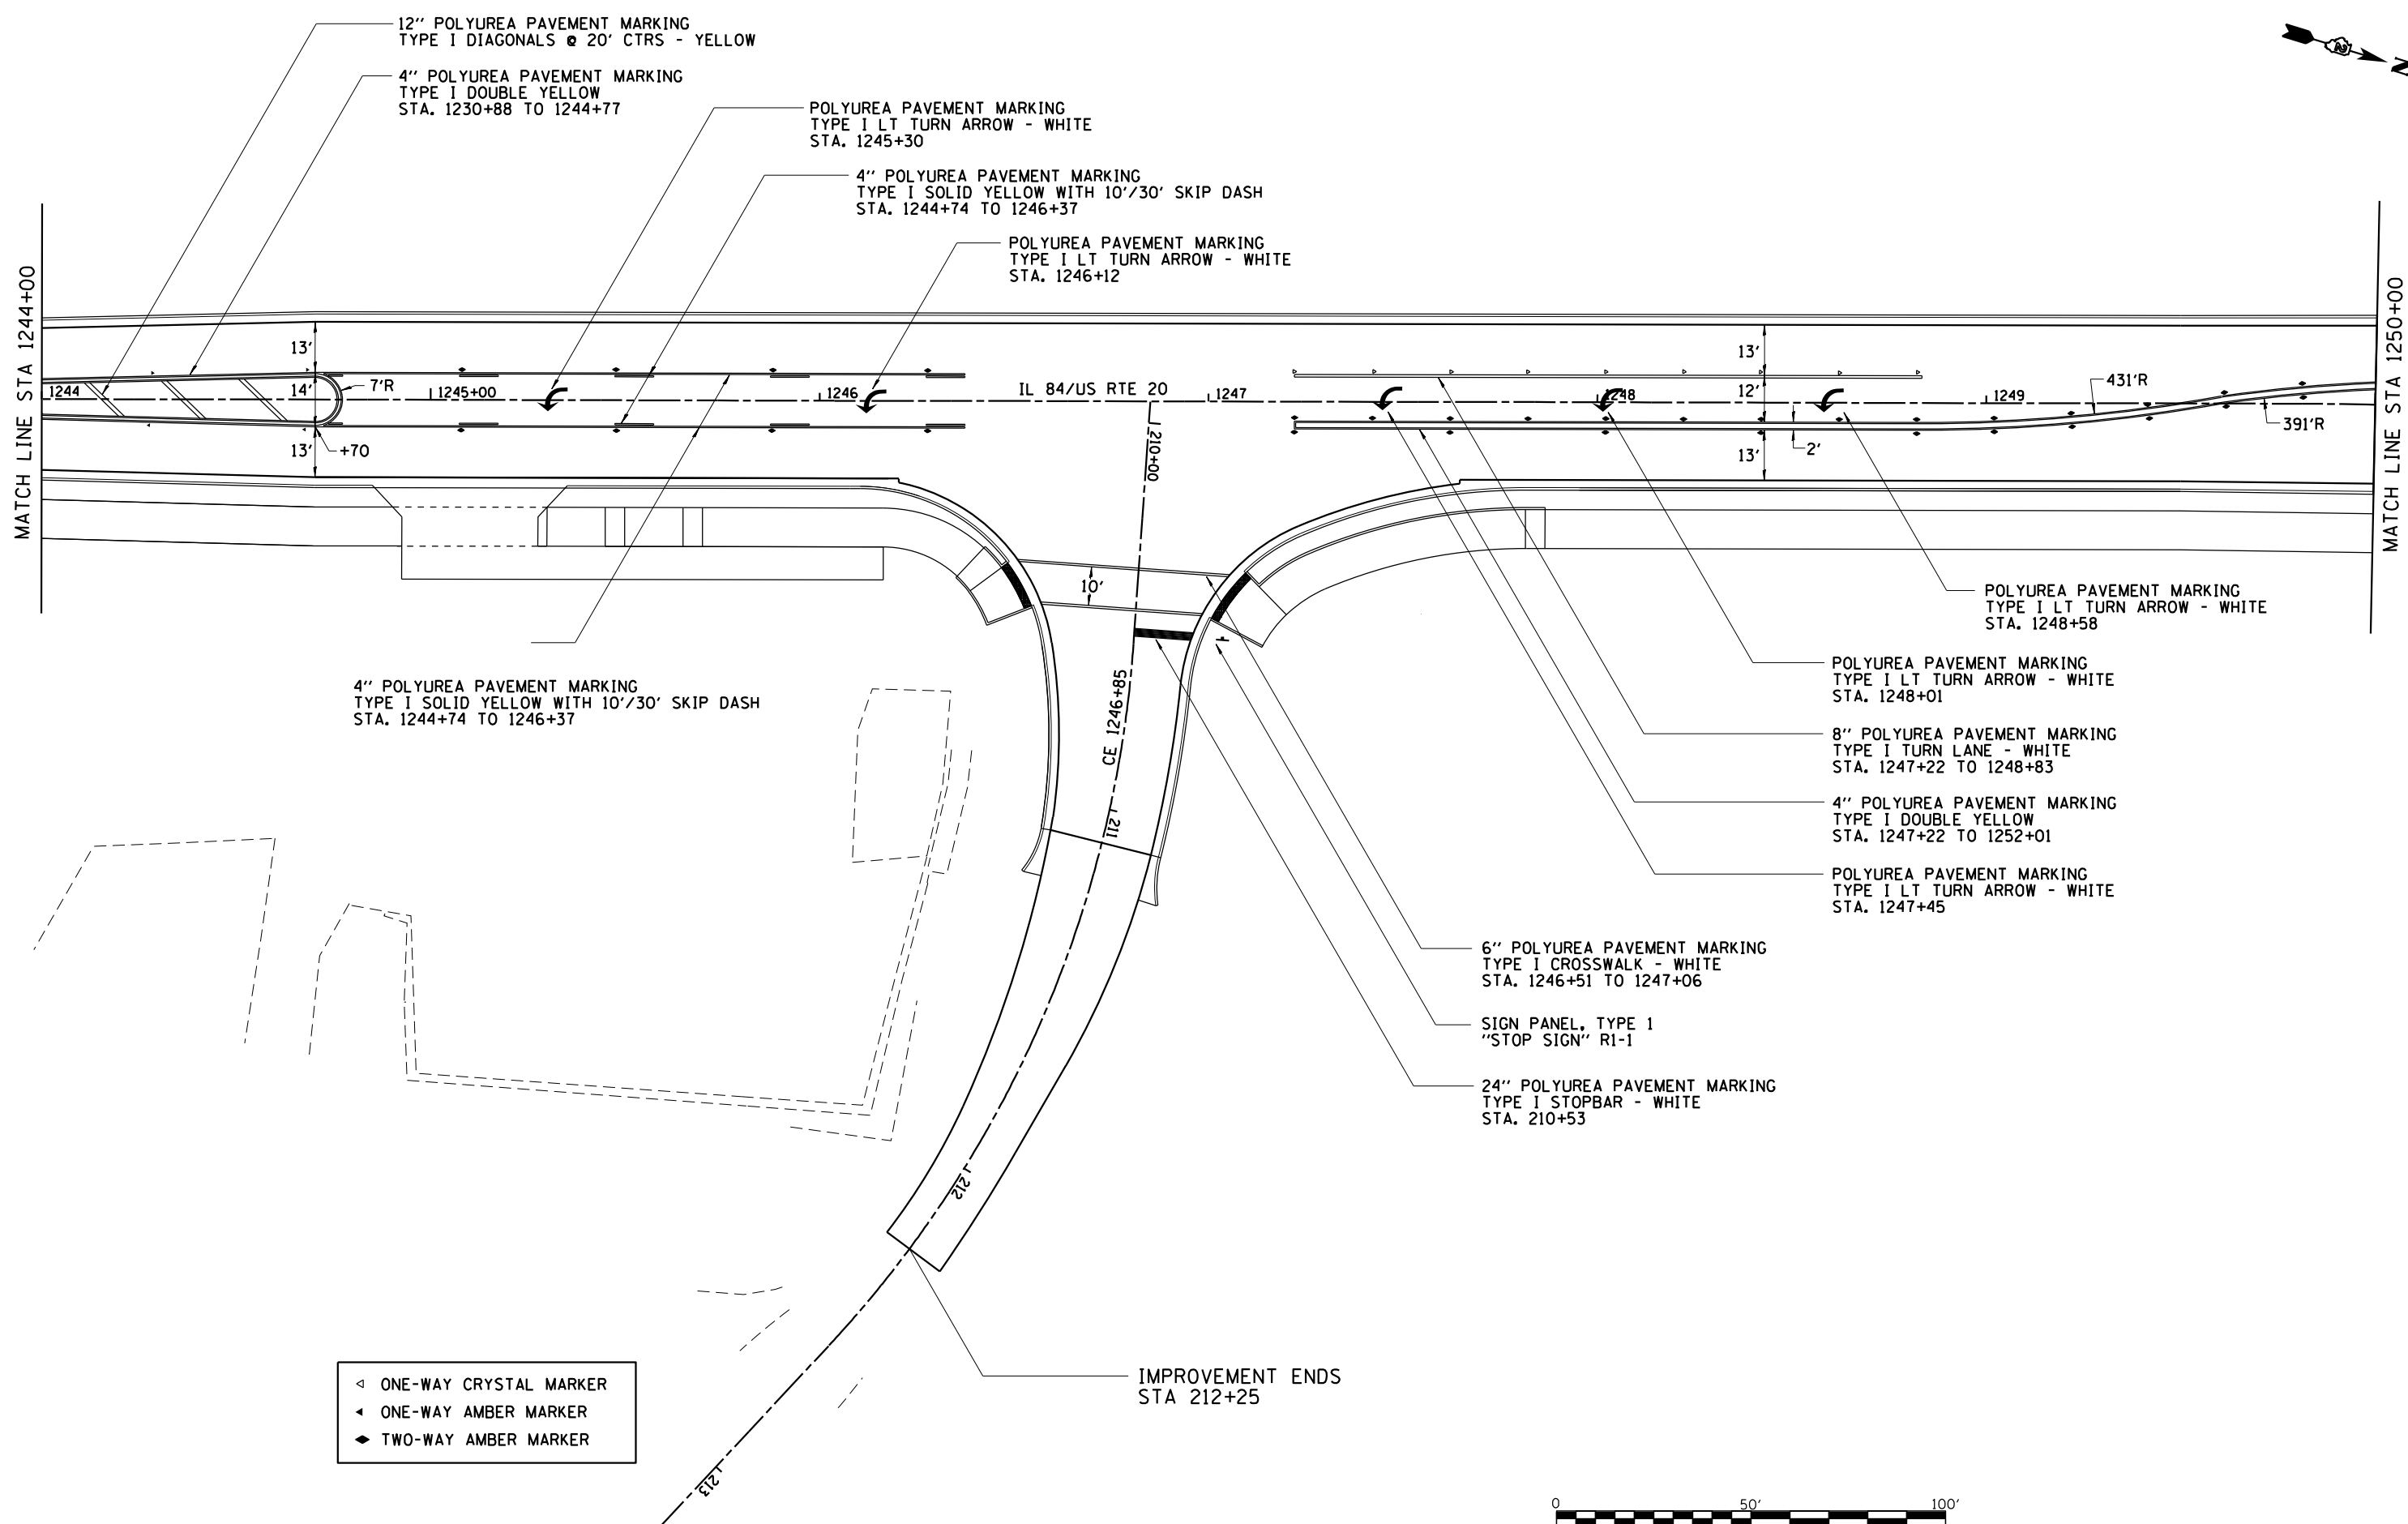 12'' POLYUREA PAVEMENT MARKING
TYPE I DIAGONALS @ 20' CTRS - YELLOW
4'' POLYUREA PAVEMENT MARKING
TYPE I DOUBLE YELLOW
STA. 1230+88 TO 1244+77
POLYUREA PAVEMENT MARKING
TYPE I LT TURN ARROW - WHITE
STA. 1245+30
4'' POLYUREA PAVEMENT MARKING
TYPE I SOLID YELLOW WITH 10'/30' SKIP DASH
STA. 1244+74 TO 1246+37
POLYUREA PAVEMENT MARKING
TYPE I LT TURN ARROW - WHITE
STA. 1246+12
N
MATCH LINE STA 1244+00
MATCH LINE STA 1250+00
13'
14'
13'
7'R
+70
1244
1245+00
1246
IL 84/US RTE 20
1247
1248
1249
13'
12'
2'
13'
431'R
391'R
210+00
10'
CE 1246+85
211
212
213
4'' POLYUREA PAVEMENT MARKING
TYPE I SOLID YELLOW WITH 10'/30' SKIP DASH
STA. 1244+74 TO 1246+37
POLYUREA PAVEMENT MARKING
TYPE I LT TURN ARROW - WHITE
STA. 1248+58
POLYUREA PAVEMENT MARKING
TYPE I LT TURN ARROW - WHITE
STA. 1248+01
8'' POLYUREA PAVEMENT MARKING
TYPE I TURN LANE - WHITE
STA. 1247+22 TO 1248+83
4'' POLYUREA PAVEMENT MARKING
TYPE I DOUBLE YELLOW
STA. 1247+22 TO 1252+01
POLYUREA PAVEMENT MARKING
TYPE I LT TURN ARROW - WHITE
STA. 1247+45
6'' POLYUREA PAVEMENT MARKING
TYPE I CROSSWALK - WHITE
STA. 1246+51 TO 1247+06
SIGN PANEL, TYPE 1
''STOP SIGN'' R1-1
24'' POLYUREA PAVEMENT MARKING
TYPE I STOPBAR - WHITE
STA. 210+53
IMPROVEMENT ENDS
STA 212+25
ONE-WAY CRYSTAL MARKER
ONE-WAY AMBER MARKER
TWO-WAY AMBER MARKER
0 50' 100'